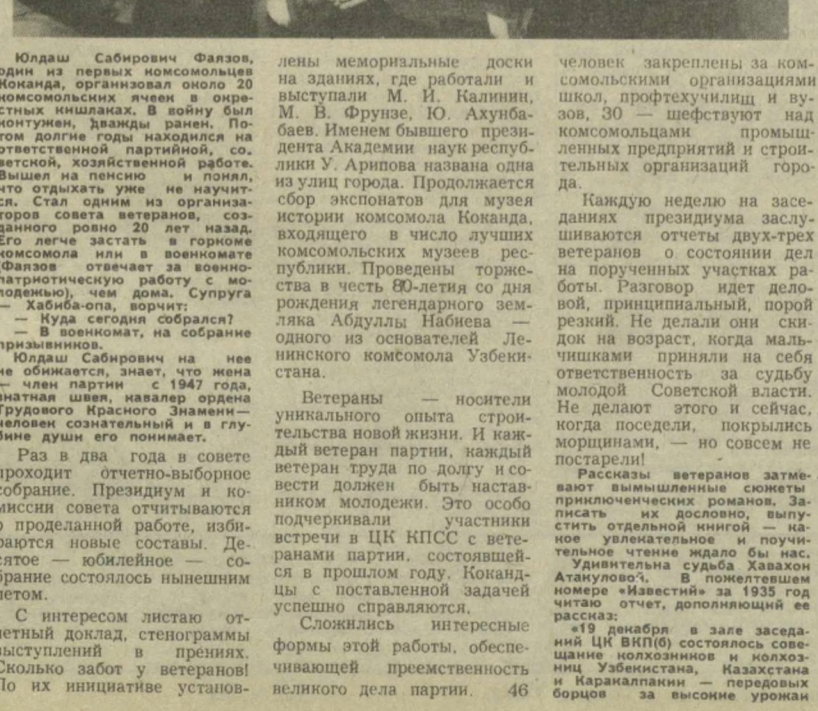 Юлдаш Сабирович Фаязов,
один из первых комсомольцев
Коканда, организовал около 20
комсомольских ячеек в окре-
стных кишлаках. В войну был
контужен, дважды ранен. По-
том долгие годы находился на
ответственной партийной, со.
ветской, хозяйственной работе.
Вышел на пенсию и понял,
что отдыхать уже не научит-
ся. Стал одним из организа-
торов совета ветеранов, соз-
данного ровно 20 лет назад.
Его легче застать в горкоме
комсомола или в военкомате
(Фаязов отвечает за военно-
патриотическую работу с мо-
лодежью), чем дома. Супруга
— Хабиба-опа, ворчит:
— Куда сегодня собрался?
— В военкомат, на собрание
призывников.
Юлдаш Сабирович на нее
не обижается, знает, что жена
— член партии с 1947 года,
знатная швея, кавалер ордена
Трудового Красного Знамени—
человек сознательный и в глу-
бине души его понимает.
Раз в два года в совете
проходит отчетно-выборное
собрание. Президиум и ко-
миссии совета отчитываются
о проделанной работе, изби-
раются новые составы. Де-
сятое — юбилейное — со-
брание состоялось нынешним
летом.
С интересом листаю от-
четный доклад, стенограммы
выступлений в прениях.
Сколько забот у ветеранов!
По их инициативе установ-
лены мемориальные доски
на зданиях, где работали и
выступали М. И. Калинин,
М. В. Фрунзе, Ю. Ахунба-
баев. Именем бывшего прези-
дента Академии наук респуб-
лики У. Арипова названа одна
из улиц города. Продолжается
сбор экспонатов для музея
истории комсомола Коканда,
входящего в число лучших
комсомольских музеев рес-
публики. Проведены торже-
ства в честь 80-летия со дня
рождения легендарного зем-
ляка Абдуллы Набиева —
одного из основателей Ле-
нинского комсомола Узбеки-
стана.
Ветераны — носители
уникального опыта строи-
тельства новой жизни. И каж-
дый ветеран партии, каждый
ветеран труда по долгу и со-
вести должен быть настав-
ником молодежи. Это особо
подчеркивали участники
встречи в ЦК КПСС с вете-
ранами партии, состоявшей-
ся в прошлом году. Коканд-
цы с поставленной задачей
успешно справляются.
Сложились интересные
формы этой работы, обеспе-
чивающей преемственность
великого дела партии. 46
человек закреплены за ком-
сомольскими организациями
школ, профтехучилищ и ву-
зов, 30 — шефствуют над
комсомольцами промыш-
ленных предприятий и строи-
тельных организаций горо-
да.
Каждую неделю на засе-
даниях президиума заслу-
шиваются отчеты двух-трех
ветеранов о состоянии дел
на порученных участках ра-
боты. Разговор идет дело-
вой, принципиальный, порой
резкий. Не делали они ски-
док на возраст, когда маль-
чишками приняли на себя
ответственность за судьбу
молодой Советской власти.
Не делают этого и сейчас,
когда поседели, покрылись
морщинами, — но совсем не
постарели!
Рассказы ветеранов затме-
вают вымышленные сюжеты
приключенческих романов. За-
писать их дословно, выпу-
стить отдельной книгой — ка-
кое увлекательное и поучи-
тельное чтение ждало бы нас.
Удивительна судьба Хавахон
Атакуловой. В пожелтевшем
номере «Известий» за 1935 год
читаю отчет, дополняющий ее
рассказ:
«19 декабря в зале заседа-
ний ЦК ВКП(б) состоялось сове-
щание колхозников и колхоз-
ниц Узбекистана, Казахстана
и Каракалпакии — передовых
борцов за высокие урожаи